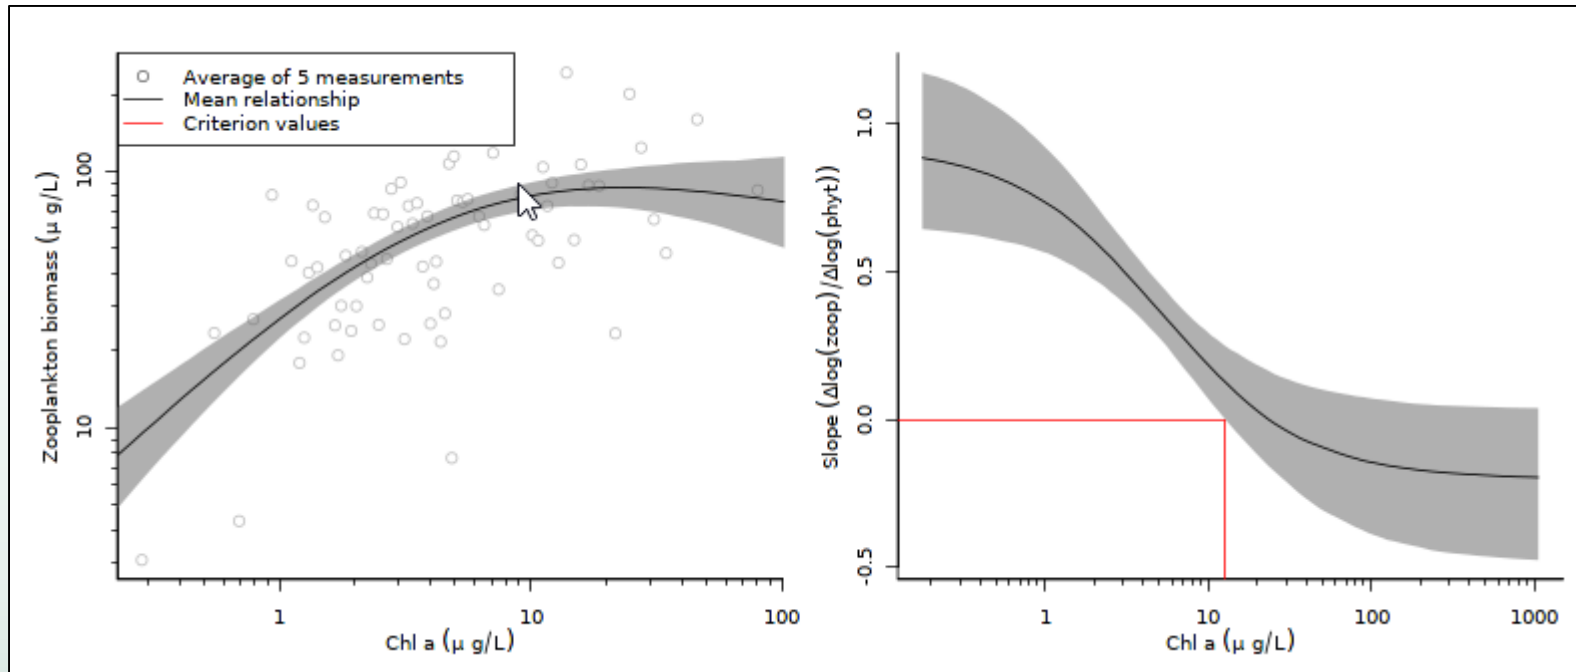 Average of 5 measurements
Mean relationship
Criterion values
Zooplankton biomass (µ g/L)
100
10
1
10
100
Chl a (µ g/L)
Slope (Δlog(zoop)/Δlog(phyt))
1.0
0.5
0.0
-0.5
1
10
100
1000
Chl a (µ g/L)